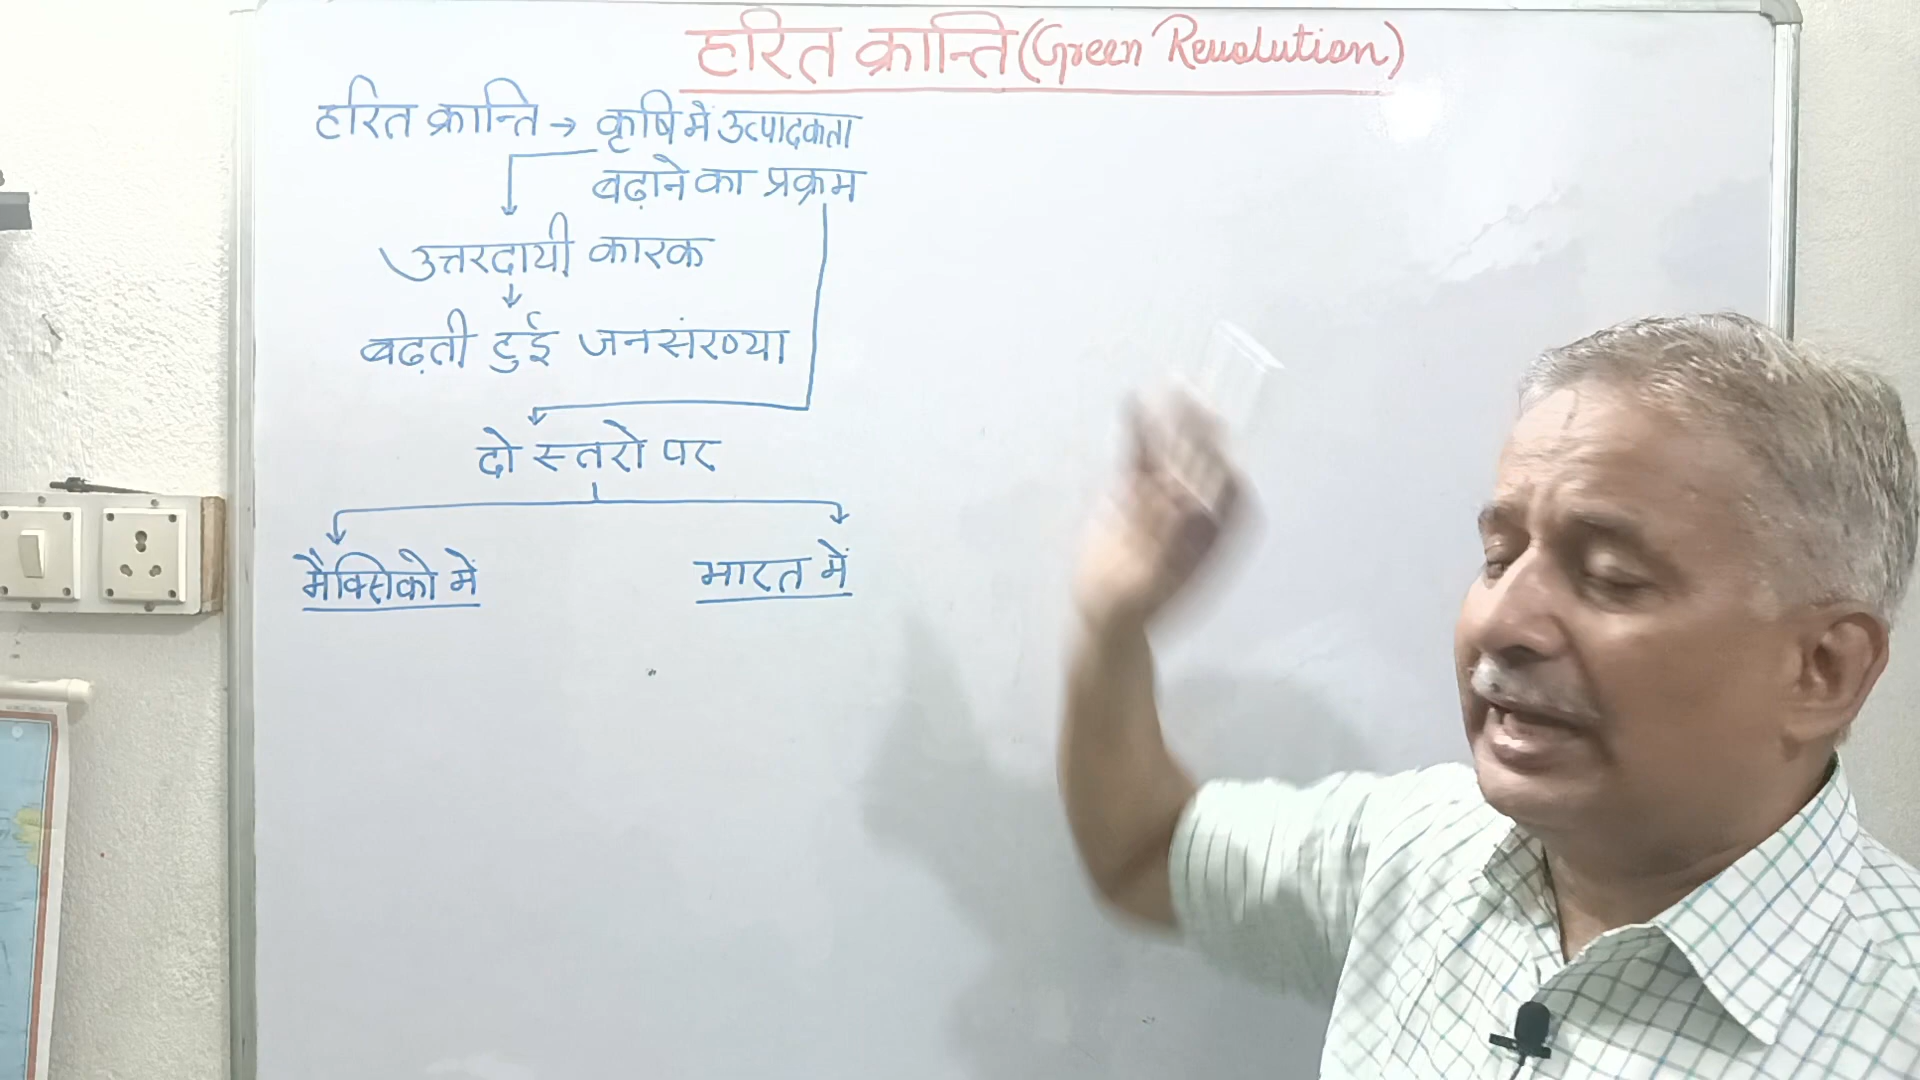 हरित क्रान्ति (Green Revolution)
हरित क्रान्ति → कृषि में उत्पादकता
बढ़ाने का प्रक्रम
उत्तरदायी कारक
बढ़ती हुई जनसंख्या
दो स्तरो पर
मैक्सिको में भारत में